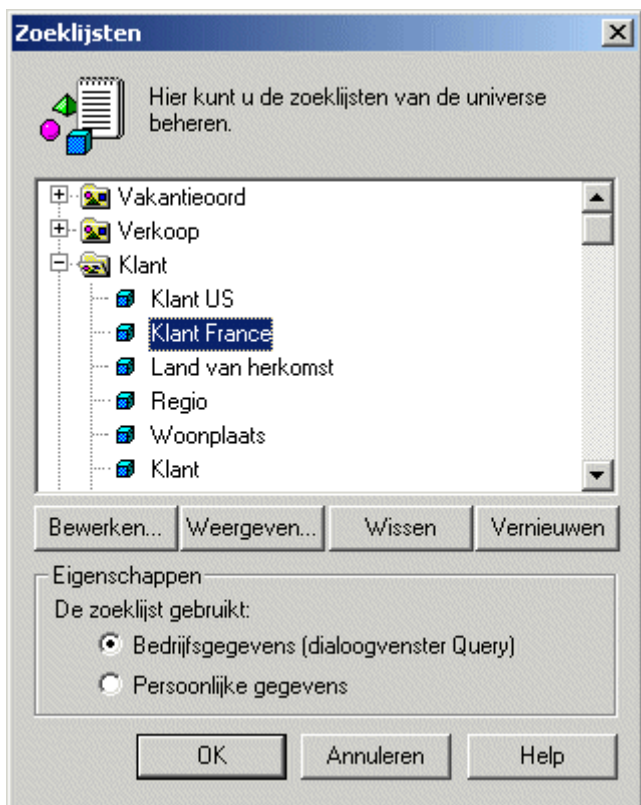 Zoeklijsten
Hier kunt u de zoeklijsten van de universe
beheren.
Vakantieoord
Verkoop
Klant
Klant US
Klant France
Land van herkomst
Regio
Woonplaats
Klant
Bewerken... Weergeven... Wissen Vernieuwen
Eigenschappen
De zoeklijst gebruikt:
Bedrijfsgegevens (dialoogvenster Query)
Persoonlijke gegevens
OK Annuleren Help